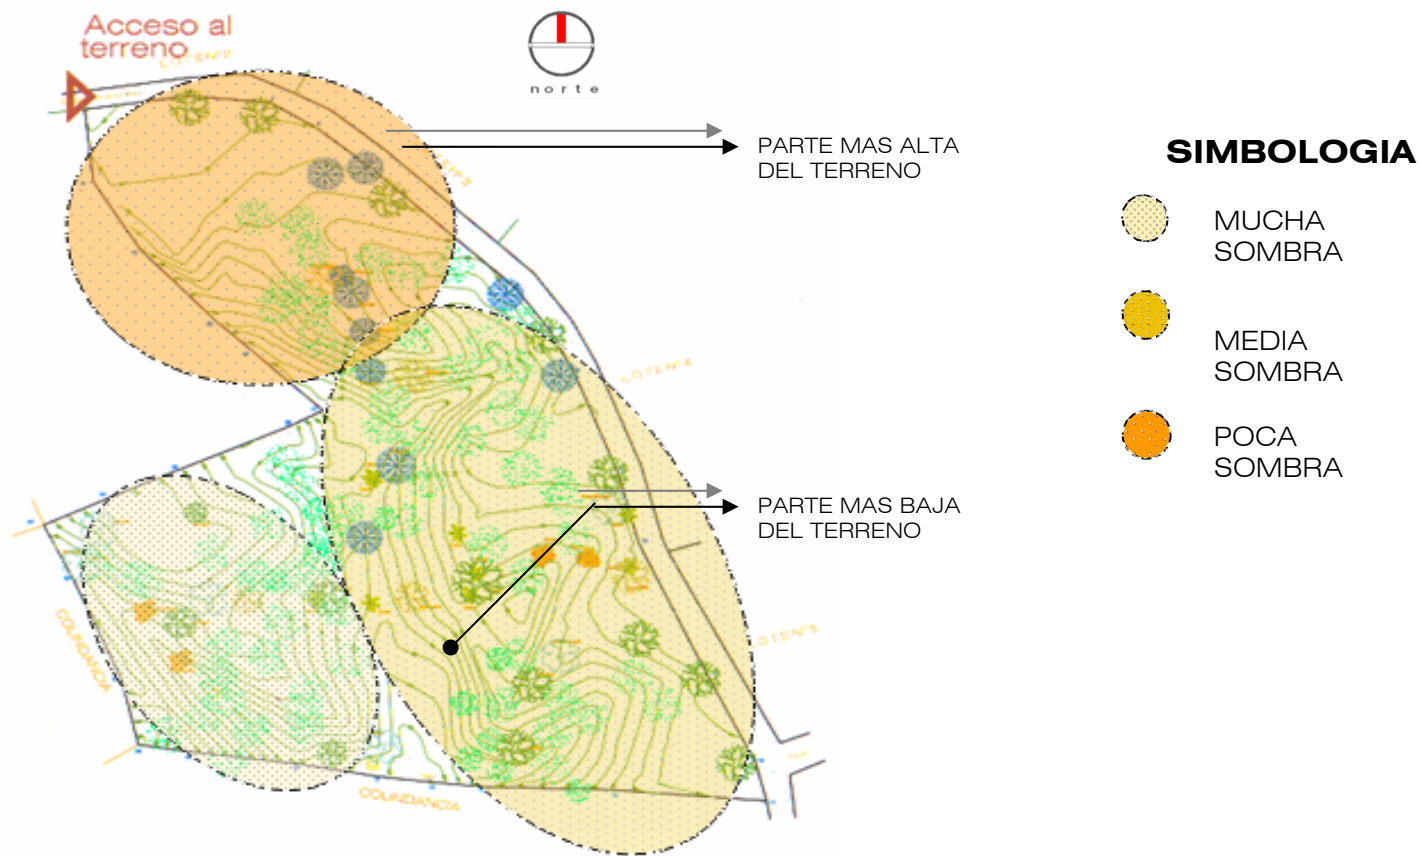 Acceso al
terreno
norte
PARTE MAS ALTA
DEL TERRENO
SIMBOLOGIA
MUCHA
SOMBRA
MEDIA
SOMBRA
POCA
SOMBRA
PARTE MAS BAJA
DEL TERRENO
COLINDANCIA
COLINDANCIA